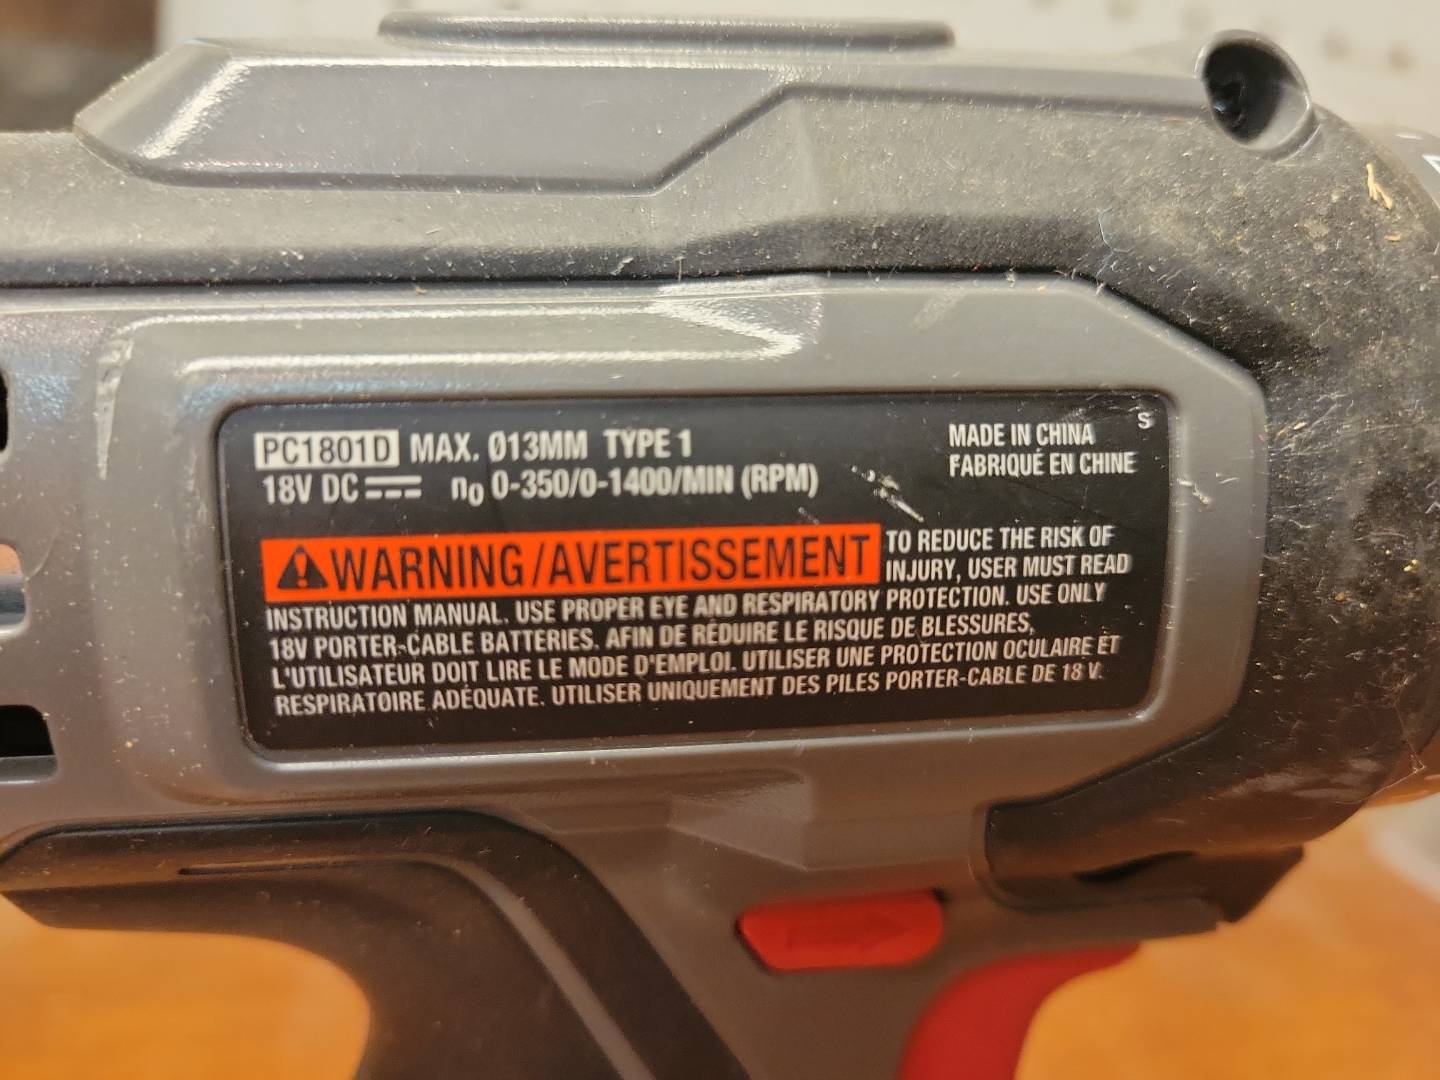 PC1801D MAX. Ø13MM TYPE 1
18V DC n0 0-350/0-1400/MIN (RPM)
S
MADE IN CHINA
FABRIQUÉ EN CHINE
WARNING/AVERTISSEMENT TO REDUCE THE RISK OF
INJURY, USER MUST READ
INSTRUCTION MANUAL. USE PROPER EYE AND RESPIRATORY PROTECTION. USE ONLY
18V PORTER-CABLE BATTERIES. AFIN DE RÉDUIRE LE RISQUE DE BLESSURES,
L'UTILISATEUR DOIT LIRE LE MODE D'EMPLOI. UTILISER UNE PROTECTION OCULAIRE ET
RESPIRATOIRE ADÉQUATE. UTILISER UNIQUEMENT DES PILES PORTER-CABLE DE 18 V.